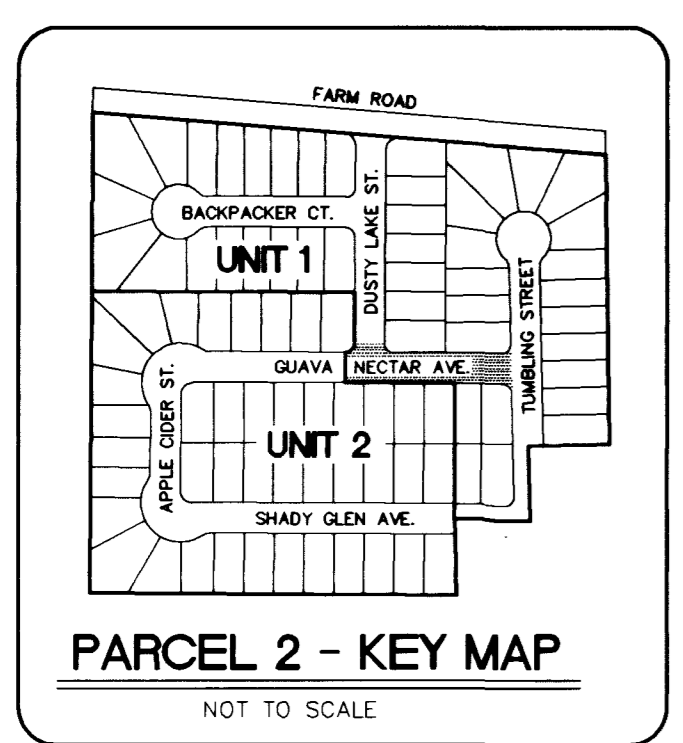 FARM ROAD
BACKPACKER CT.
DUSTY LAKE ST.
UNIT 1
TUMBLING STREET
GUAVA NECTAR AVE.
APPLE CIDER ST.
UNIT 2
SHADY GLEN AVE.
PARCEL 2 - KEY MAP
NOT TO SCALE